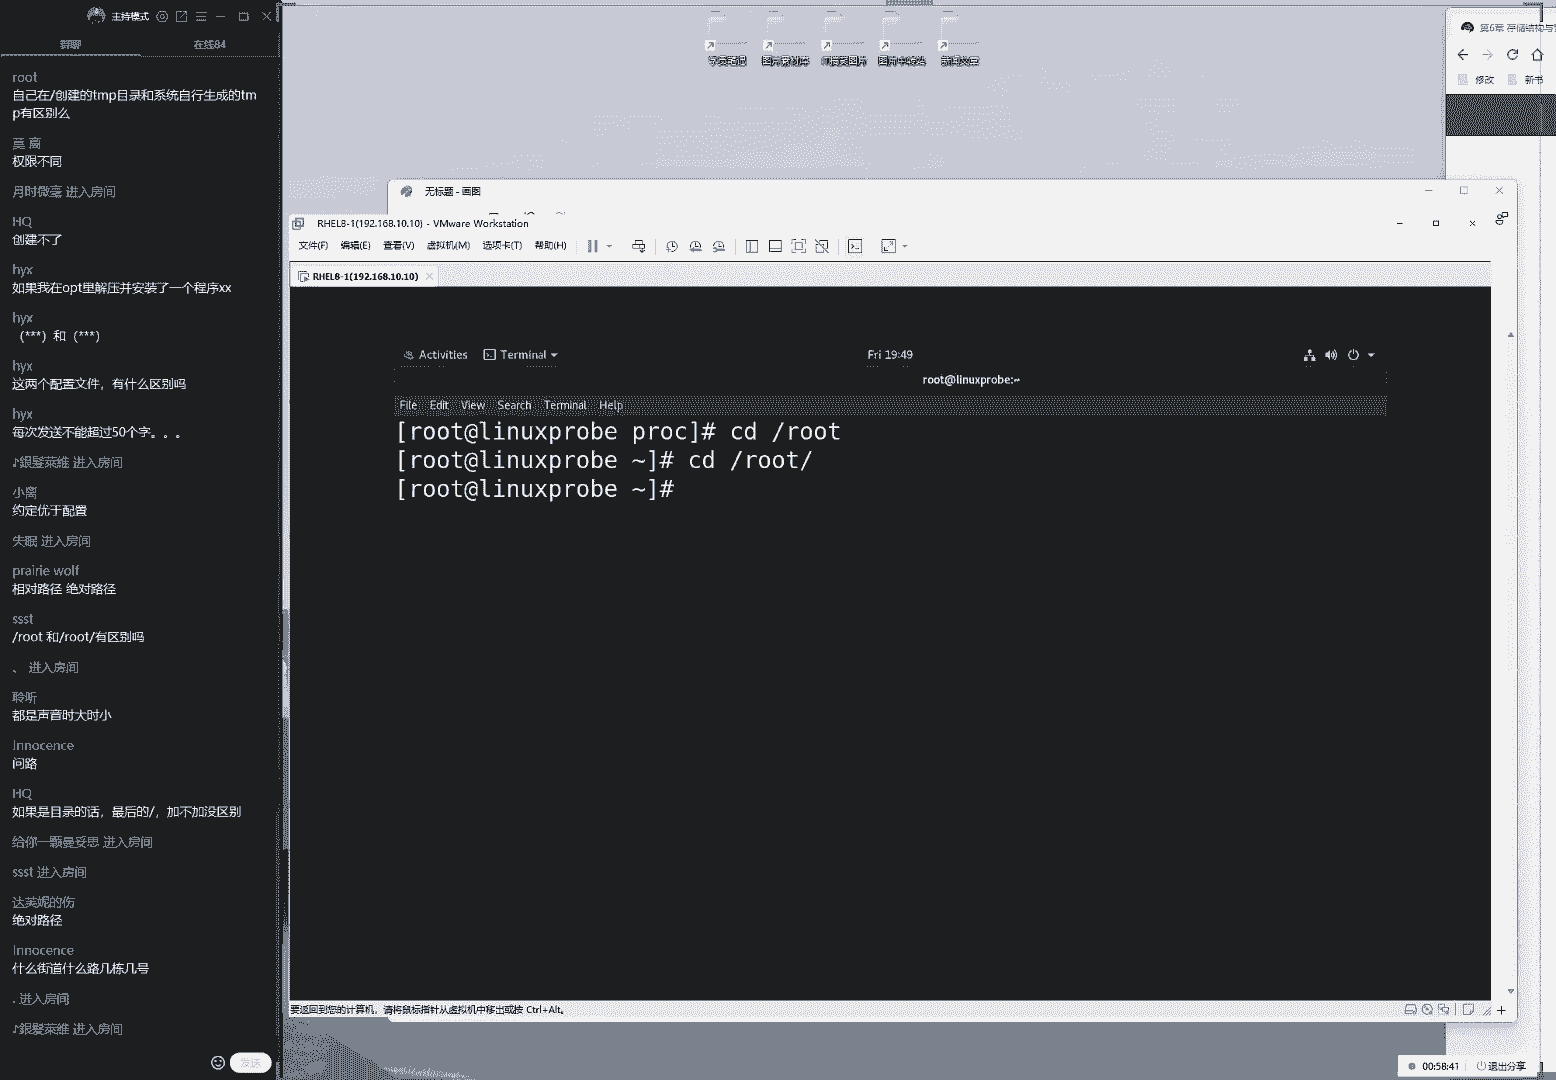 主持模式
群聊
在线84
root
自己在/创建的tmp目录和系统自行生成的tm
p有区别么
莫 离
权限不同
月时微毫 进入房间
HQ
创建不了
hyx
如果我在opt里解压并安装了一个程序xx
hyx
（***）和（***）
hyx
这两个配置文件，有什么区别吗
hyx
每次发送不能超过50个字。。。
进入房间
小离
约定优于配置
失眠 进入房间
prairie wolf
相对路径 绝对路径
ssst
/root 和/root/有区别吗
、 进入房间
聆听
都是声音时大时小
Innocence
问路
HQ
如果是目录的话，最后的/，加不加没区别
给你一颗曼妥思 进入房间
ssst 进入房间
达芙妮的伤
绝对路径
Innocence
什么街道什么路几栋几号
. 进入房间
进入房间
发送
第6章 存储结构与
修改
新书
无标题 - 画图
RHEL8-1(192.168.10.10) - VMware Workstation
文件(F) 编辑(E) 查看(V) 虚拟机(M) 选项卡(T) 帮助(H)
RHEL8-1(192.168.10.10)
Activities
Terminal
Fri 19:49
root@linuxprobe:~
File Edit View Search Terminal Help
[root@linuxprobe proc]# cd /root
[root@linuxprobe ~]# cd /root/
[root@linuxprobe ~]#
要返回到您的计算机，请将鼠标指针从虚拟机中移出或按 Ctrl+Alt。
00:58:41
退出分享